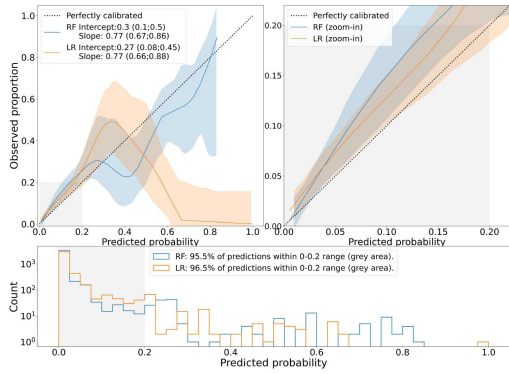 Perfectly calibrated
RF Intercept:0.3 (0.1;0.5)
Slope: 0.77 (0.67;0.86)
LR Intercept:0.27 (0.08;0.45)
Slope: 0.77 (0.66;0.88)
Observed proportion
1.0
0.8
0.6
0.4
0.2
0.0
0.0 0.2 0.4 0.6 0.8 1.0
Predicted probability
Perfectly calibrated
RF (zoom-in)
LR (zoom-in)
0.20
0.15
0.10
0.05
0.00
0.00 0.05 0.10 0.15 0.20
Predicted probability
RF: 95.5% of predictions within 0-0.2 range (grey area).
LR: 96.5% of predictions within 0-0.2 range (grey area).
Count
10³
10²
10¹
10⁰
0.0 0.2 0.4 0.6 0.8 1.0
Predicted probability